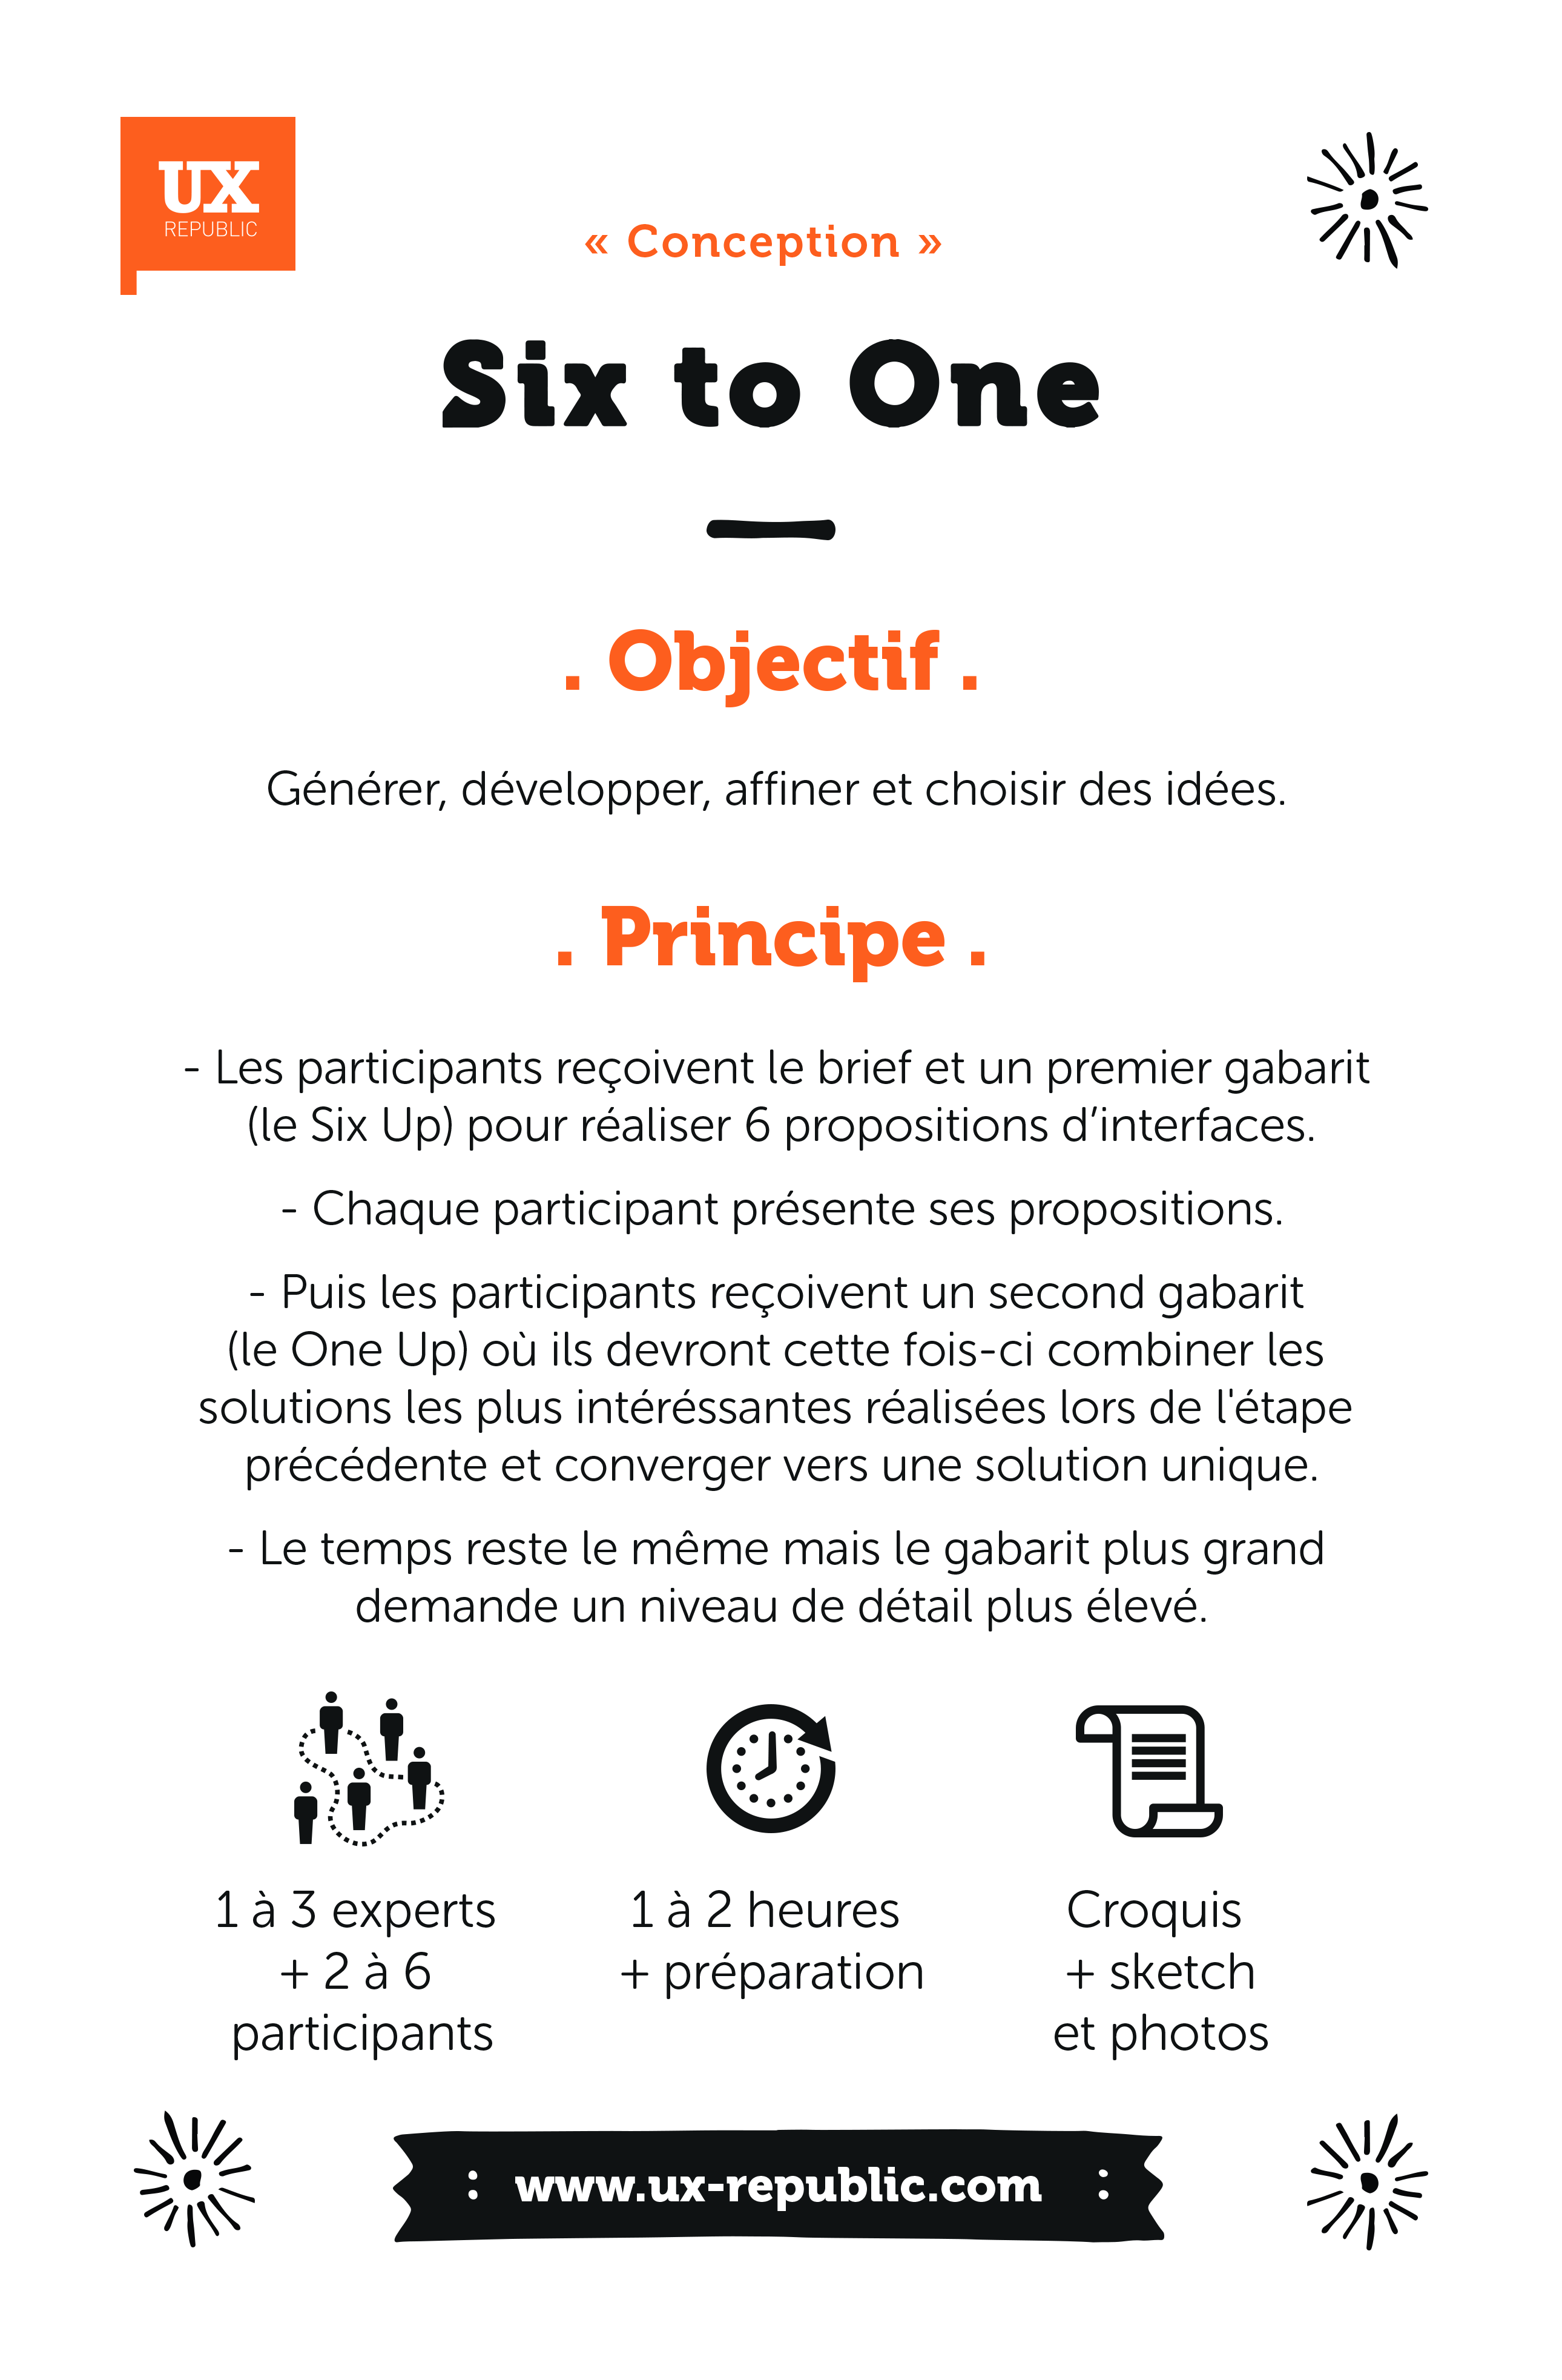 UX
REPUBLIC
« Conception »
Six to One
. Objectif .
Générer, développer, affiner et choisir des idées.
. Principe .
- Les participants reçoivent le brief et un premier gabarit
(le Six Up) pour réaliser 6 propositions d’interfaces.
- Chaque participant présente ses propositions.
- Puis les participants reçoivent un second gabarit
(le One Up) où ils devront cette fois-ci combiner les
solutions les plus intéréssantes réalisées lors de l'étape
précédente et converger vers une solution unique.
- Le temps reste le même mais le gabarit plus grand
demande un niveau de détail plus élevé.
1 à 3 experts
+ 2 à 6
participants
1 à 2 heures
+ préparation
Croquis
+ sketch
et photos
: www.ux-republic.com :